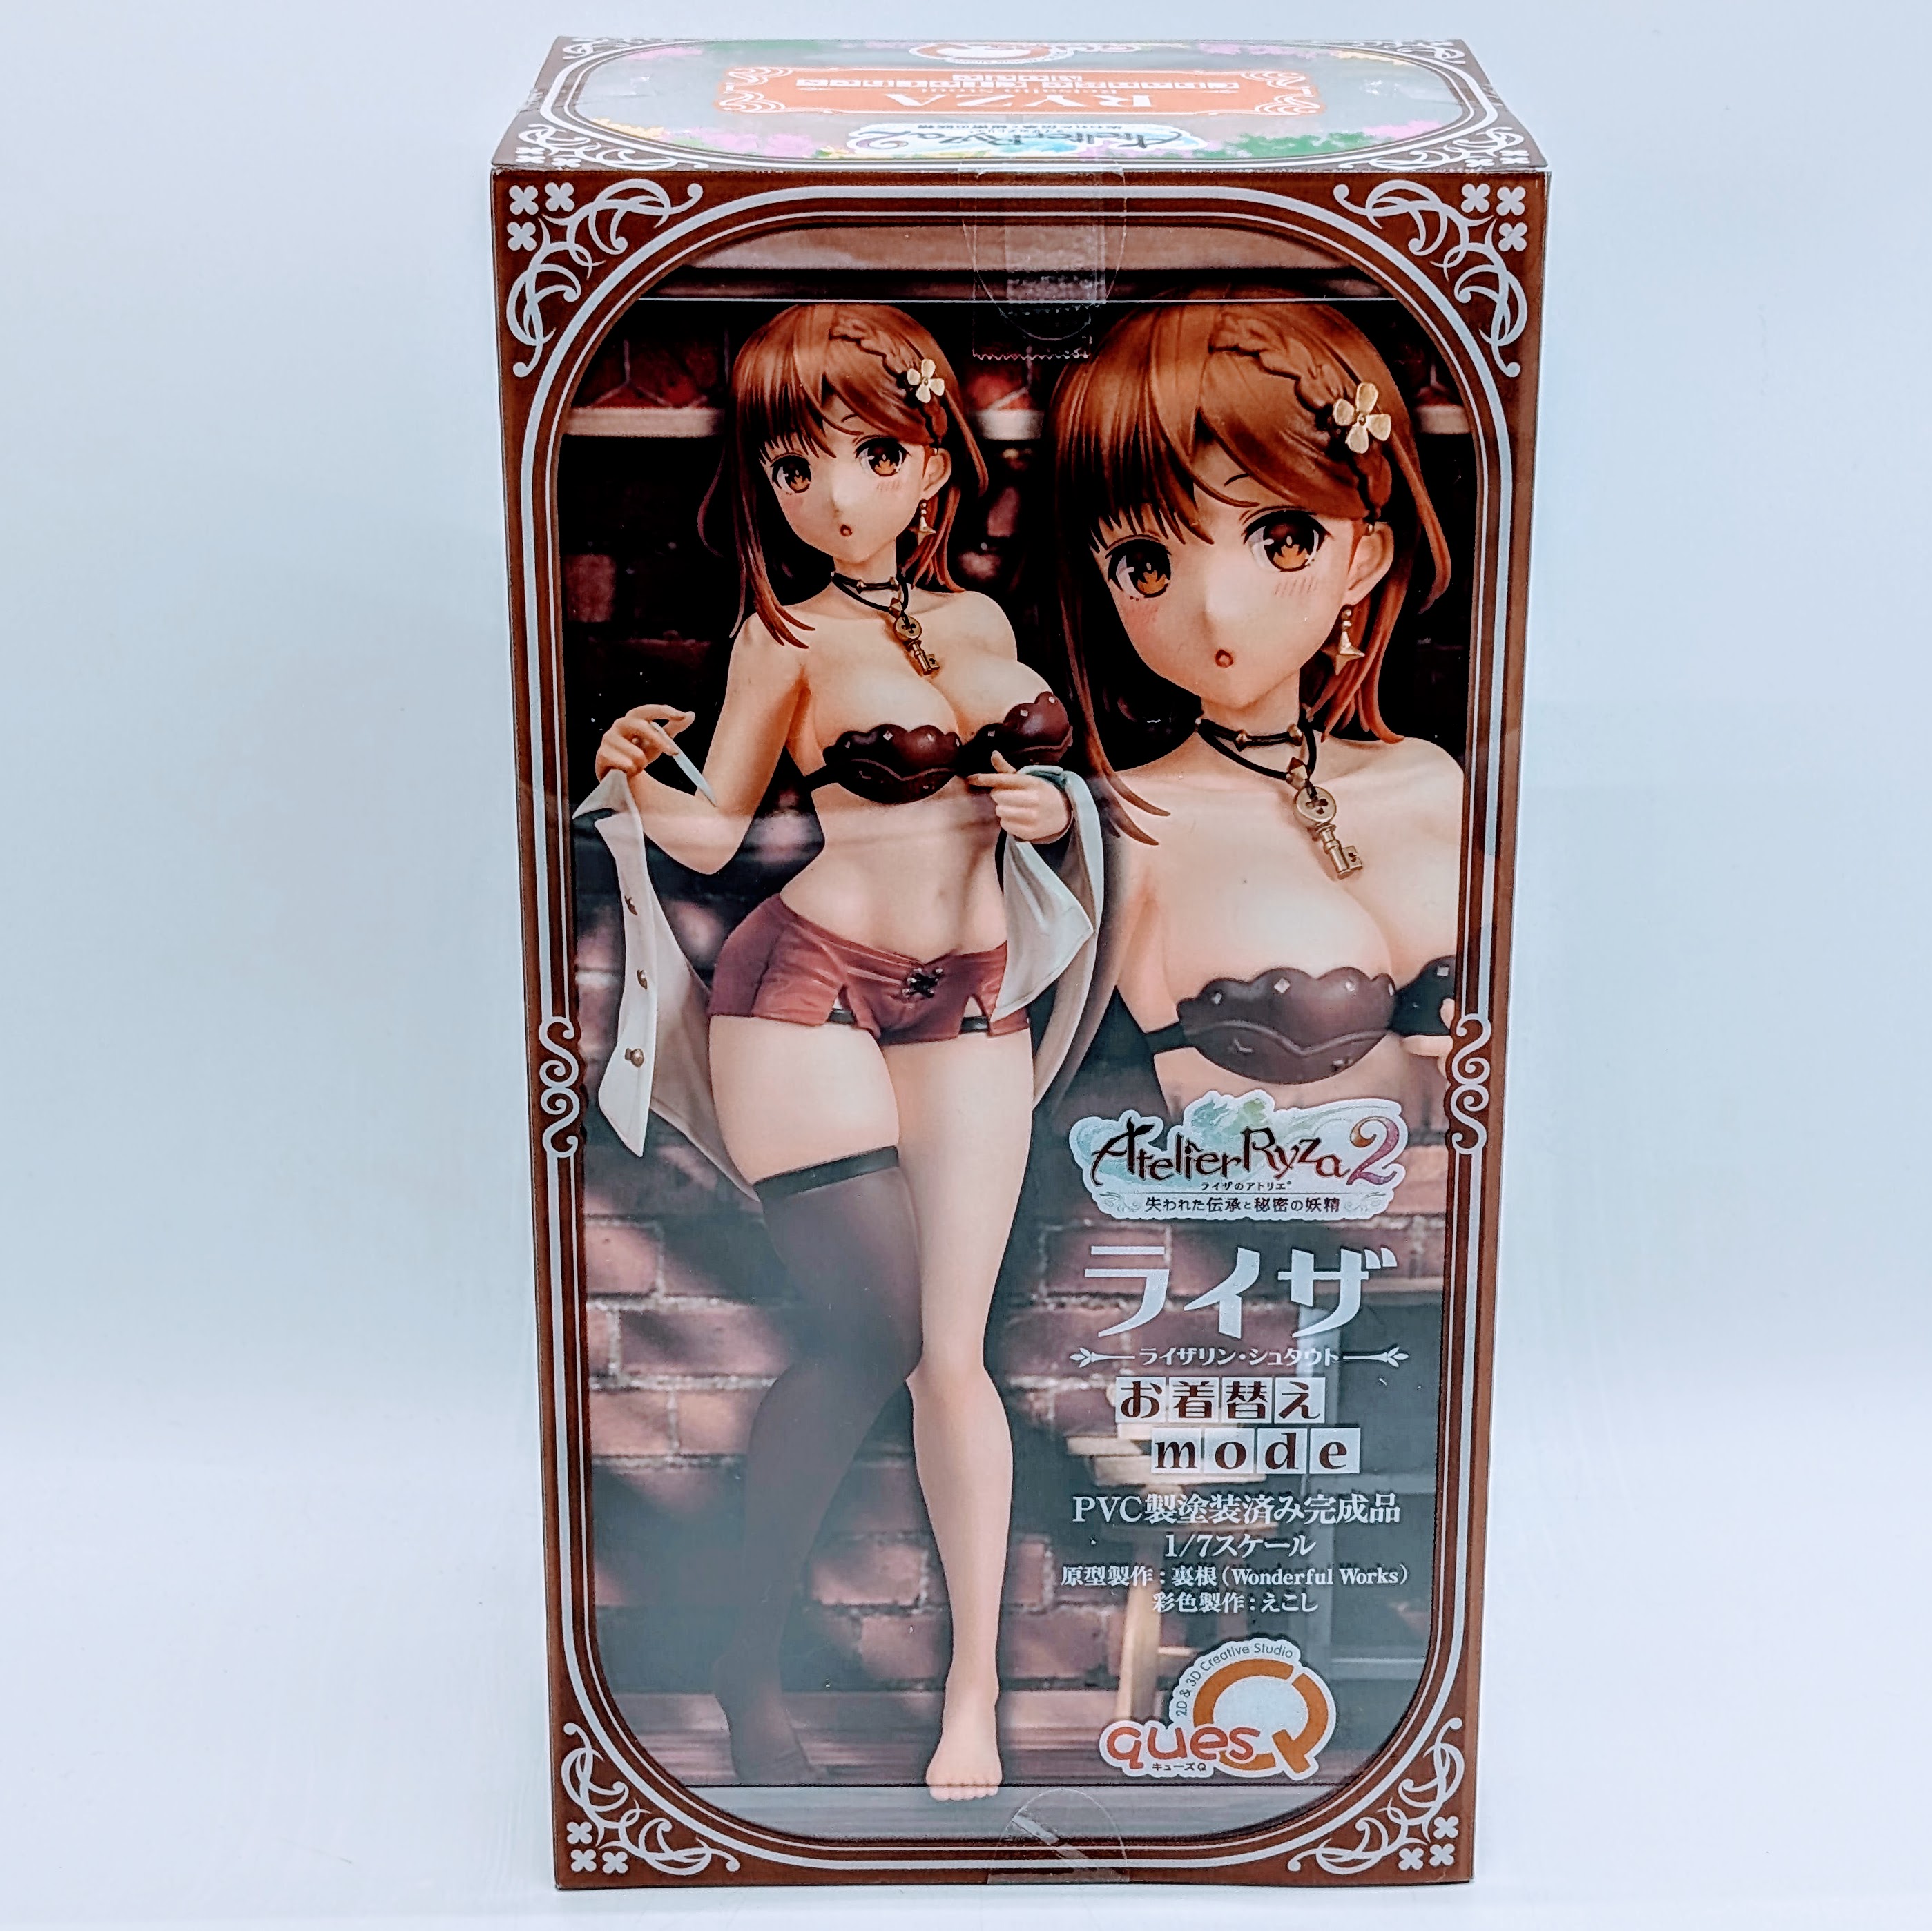 RYZA
Atelier Ryza2
Atelier Ryza2
ライザのアトリエ
失われた伝承と秘密の妖精
ライザ
ライザリン・シュタウト
お着替え
mode
PVC製塗装済み完成品
1/7スケール
原型製作：裏根（Wonderful Works）
彩色製作：えこし
2D & 3D Creative Studio
quesQ
キューズQ